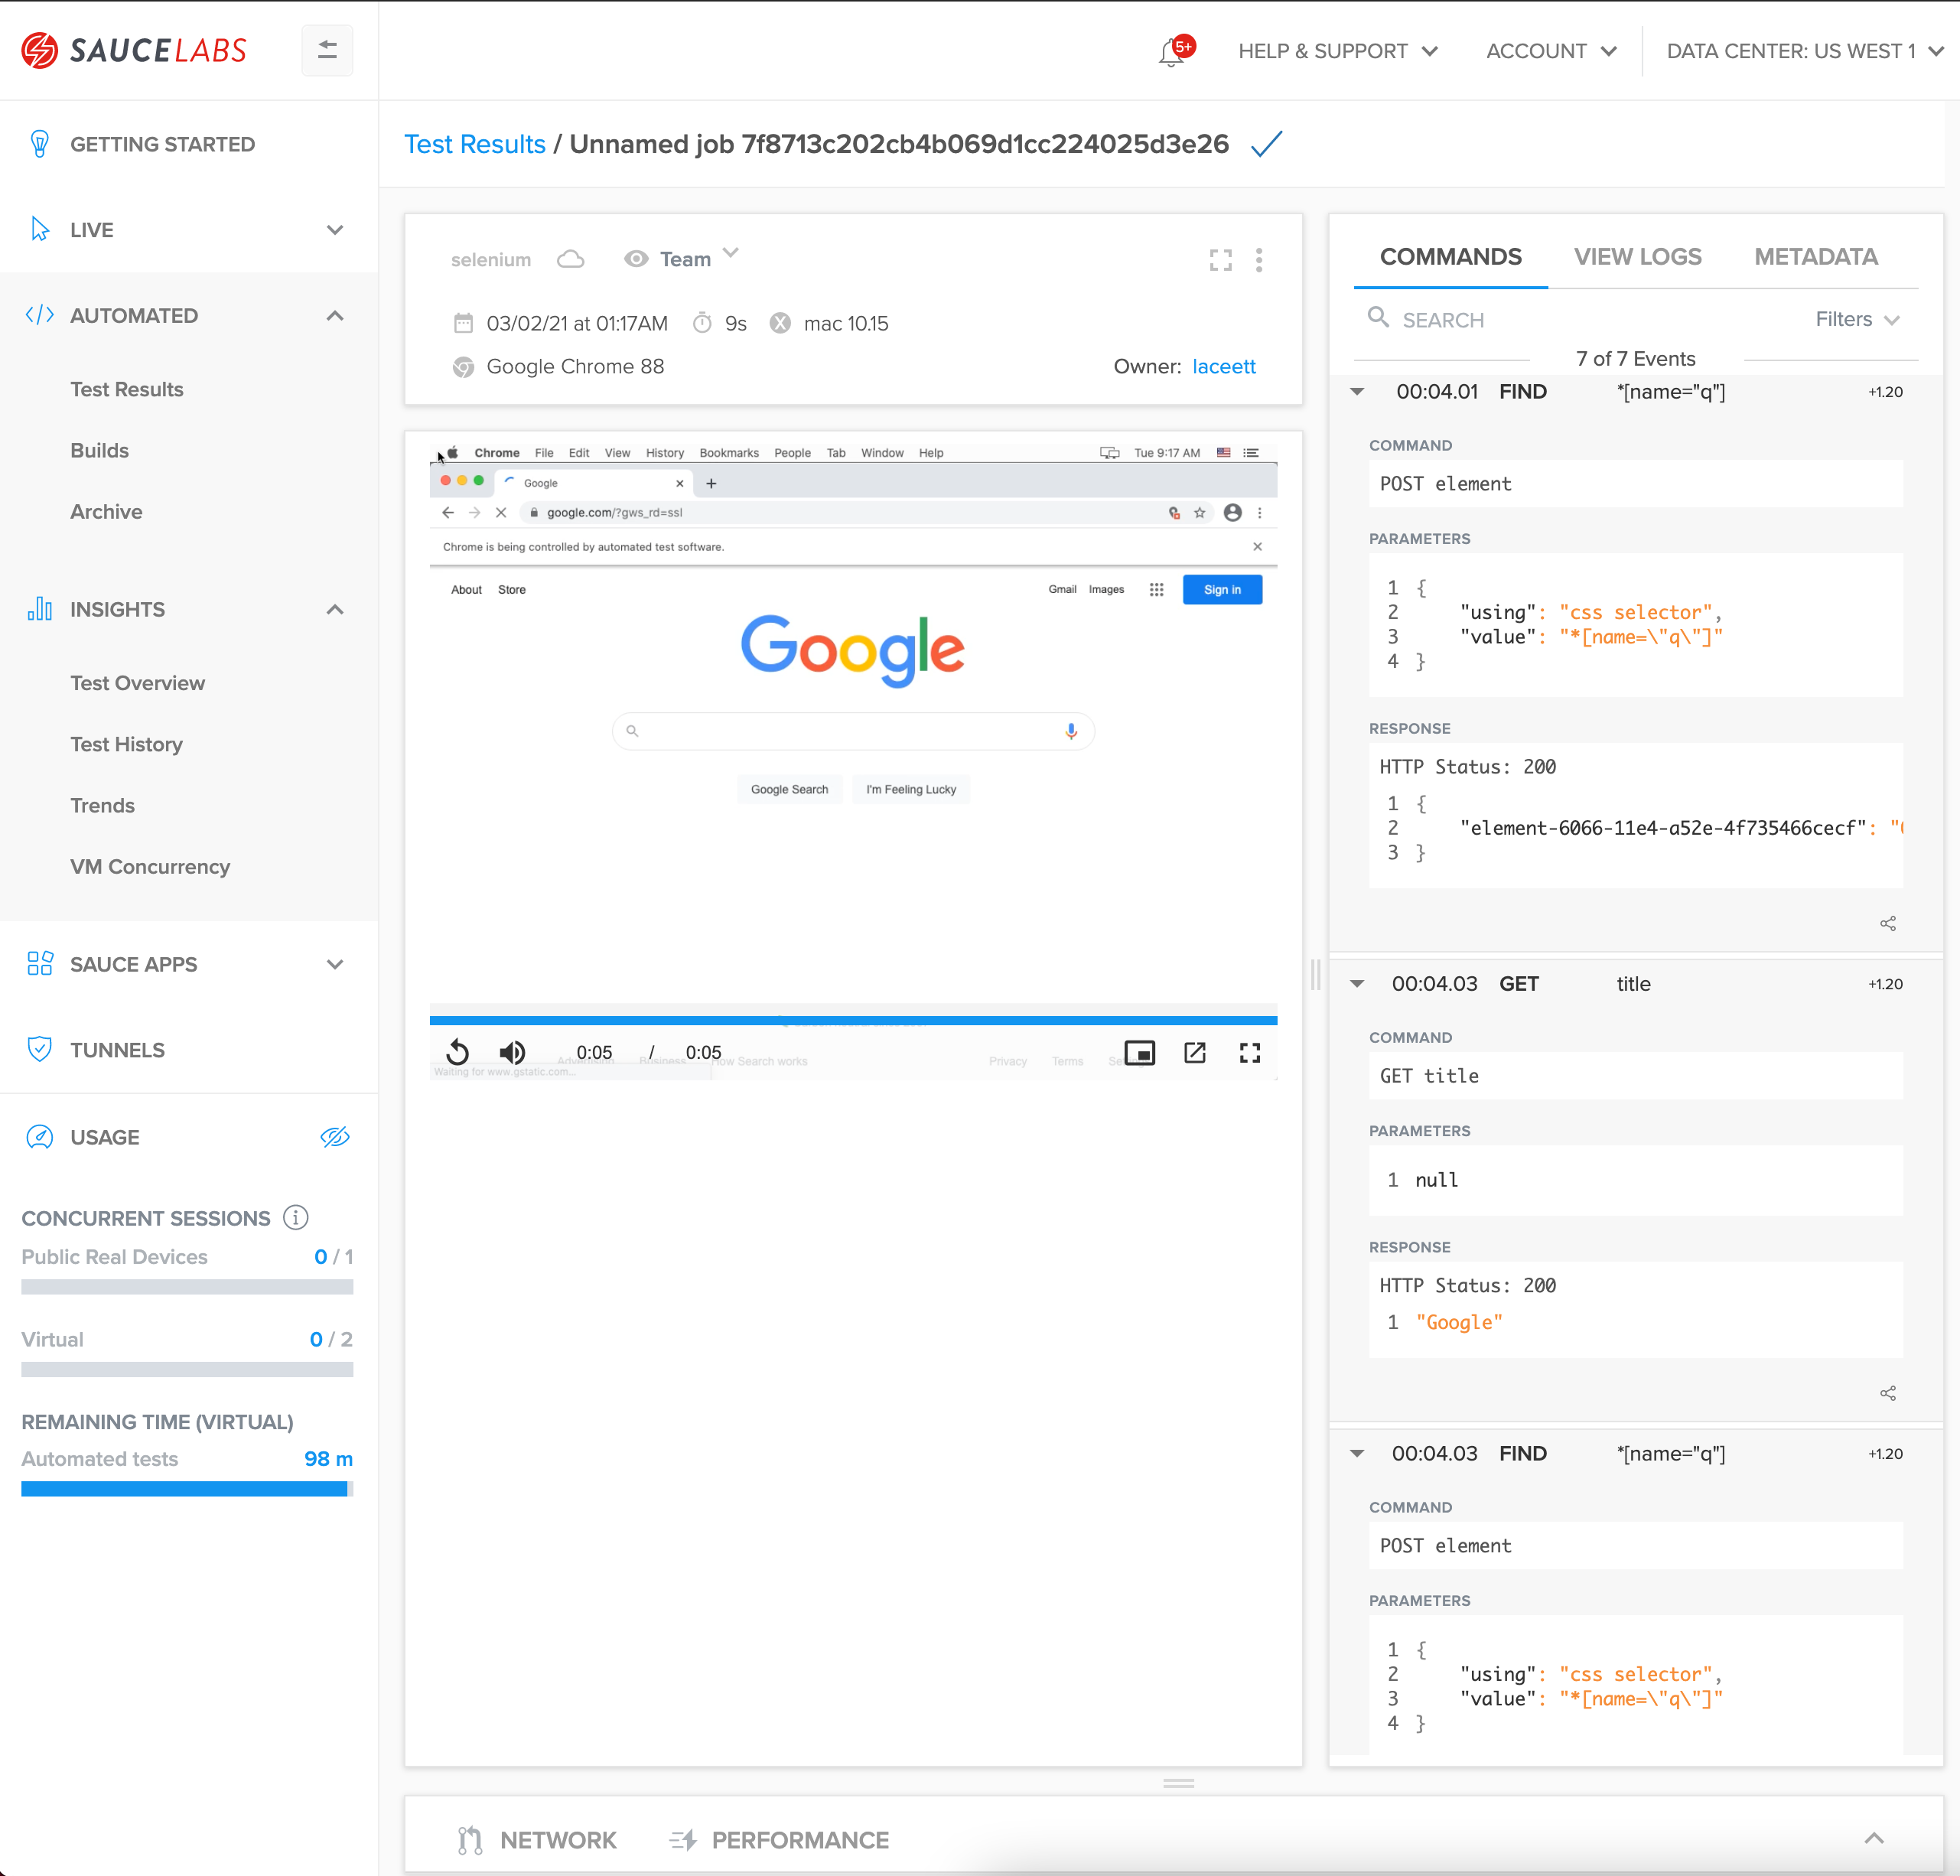 SAUCELABS
5+
HELP & SUPPORT
ACCOUNT
DATA CENTER: US WEST 1
GETTING STARTED
LIVE
AUTOMATED
Test Results
Builds
Archive
INSIGHTS
Test Overview
Test History
Trends
VM Concurrency
SAUCE APPS
TUNNELS
USAGE
CONCURRENT SESSIONS
Public Real Devices 0 / 1
Virtual 0 / 2
REMAINING TIME (VIRTUAL)
Automated tests 98 m
Test Results / Unnamed job 7f8713c202cb4b069d1cc224025d3e26
selenium Team
03/02/21 at 01:17AM 9s mac 10.15
Google Chrome 88
Owner: laceett
Chrome File Edit View History Bookmarks People Tab Window Help Tue 9:17 AM
Google
google.com/?gws_rd=ssl
Chrome is being controlled by automated test software.
About Store Gmail Images Sign in
Google
Google Search I'm Feeling Lucky
0:05 / 0:05
Advertising Business How Search works Privacy Terms
Waiting for www.gstatic.com...
COMMANDS VIEW LOGS METADATA
SEARCH Filters
7 of 7 Events
00:04.01 FIND *[name="q"] +1.20
COMMAND
POST element
PARAMETERS
1 {
2 "using": "css selector",
3 "value": "*[name=\"q\"]"
4 }
RESPONSE
HTTP Status: 200
1 {
2 "element-6066-11e4-a52e-4f735466cecf": "
3 }
00:04.03 GET title +1.20
COMMAND
GET title
PARAMETERS
1 null
RESPONSE
HTTP Status: 200
1 "Google"
00:04.03 FIND *[name="q"] +1.20
COMMAND
POST element
PARAMETERS
1 {
2 "using": "css selector",
3 "value": "*[name=\"q\"]"
4 }
NETWORK PERFORMANCE